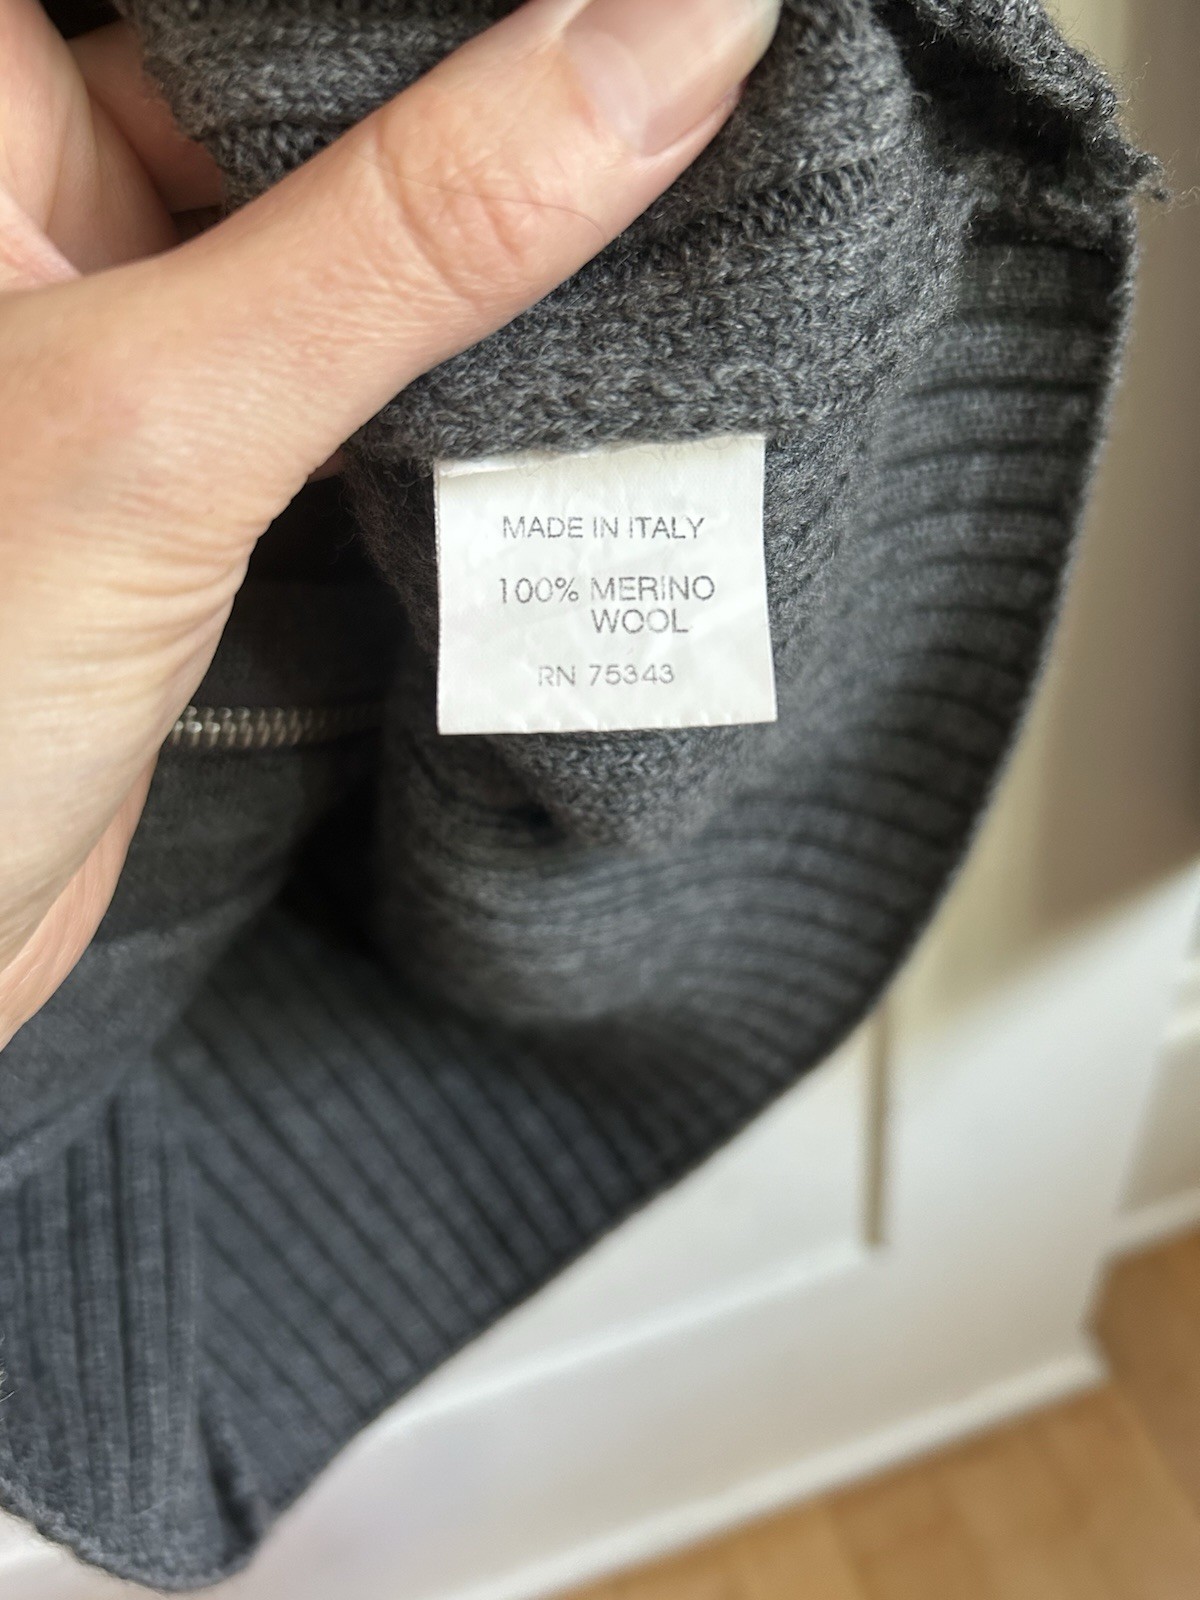 MADE IN ITALY
100% MERINO
WOOL
RN 75343